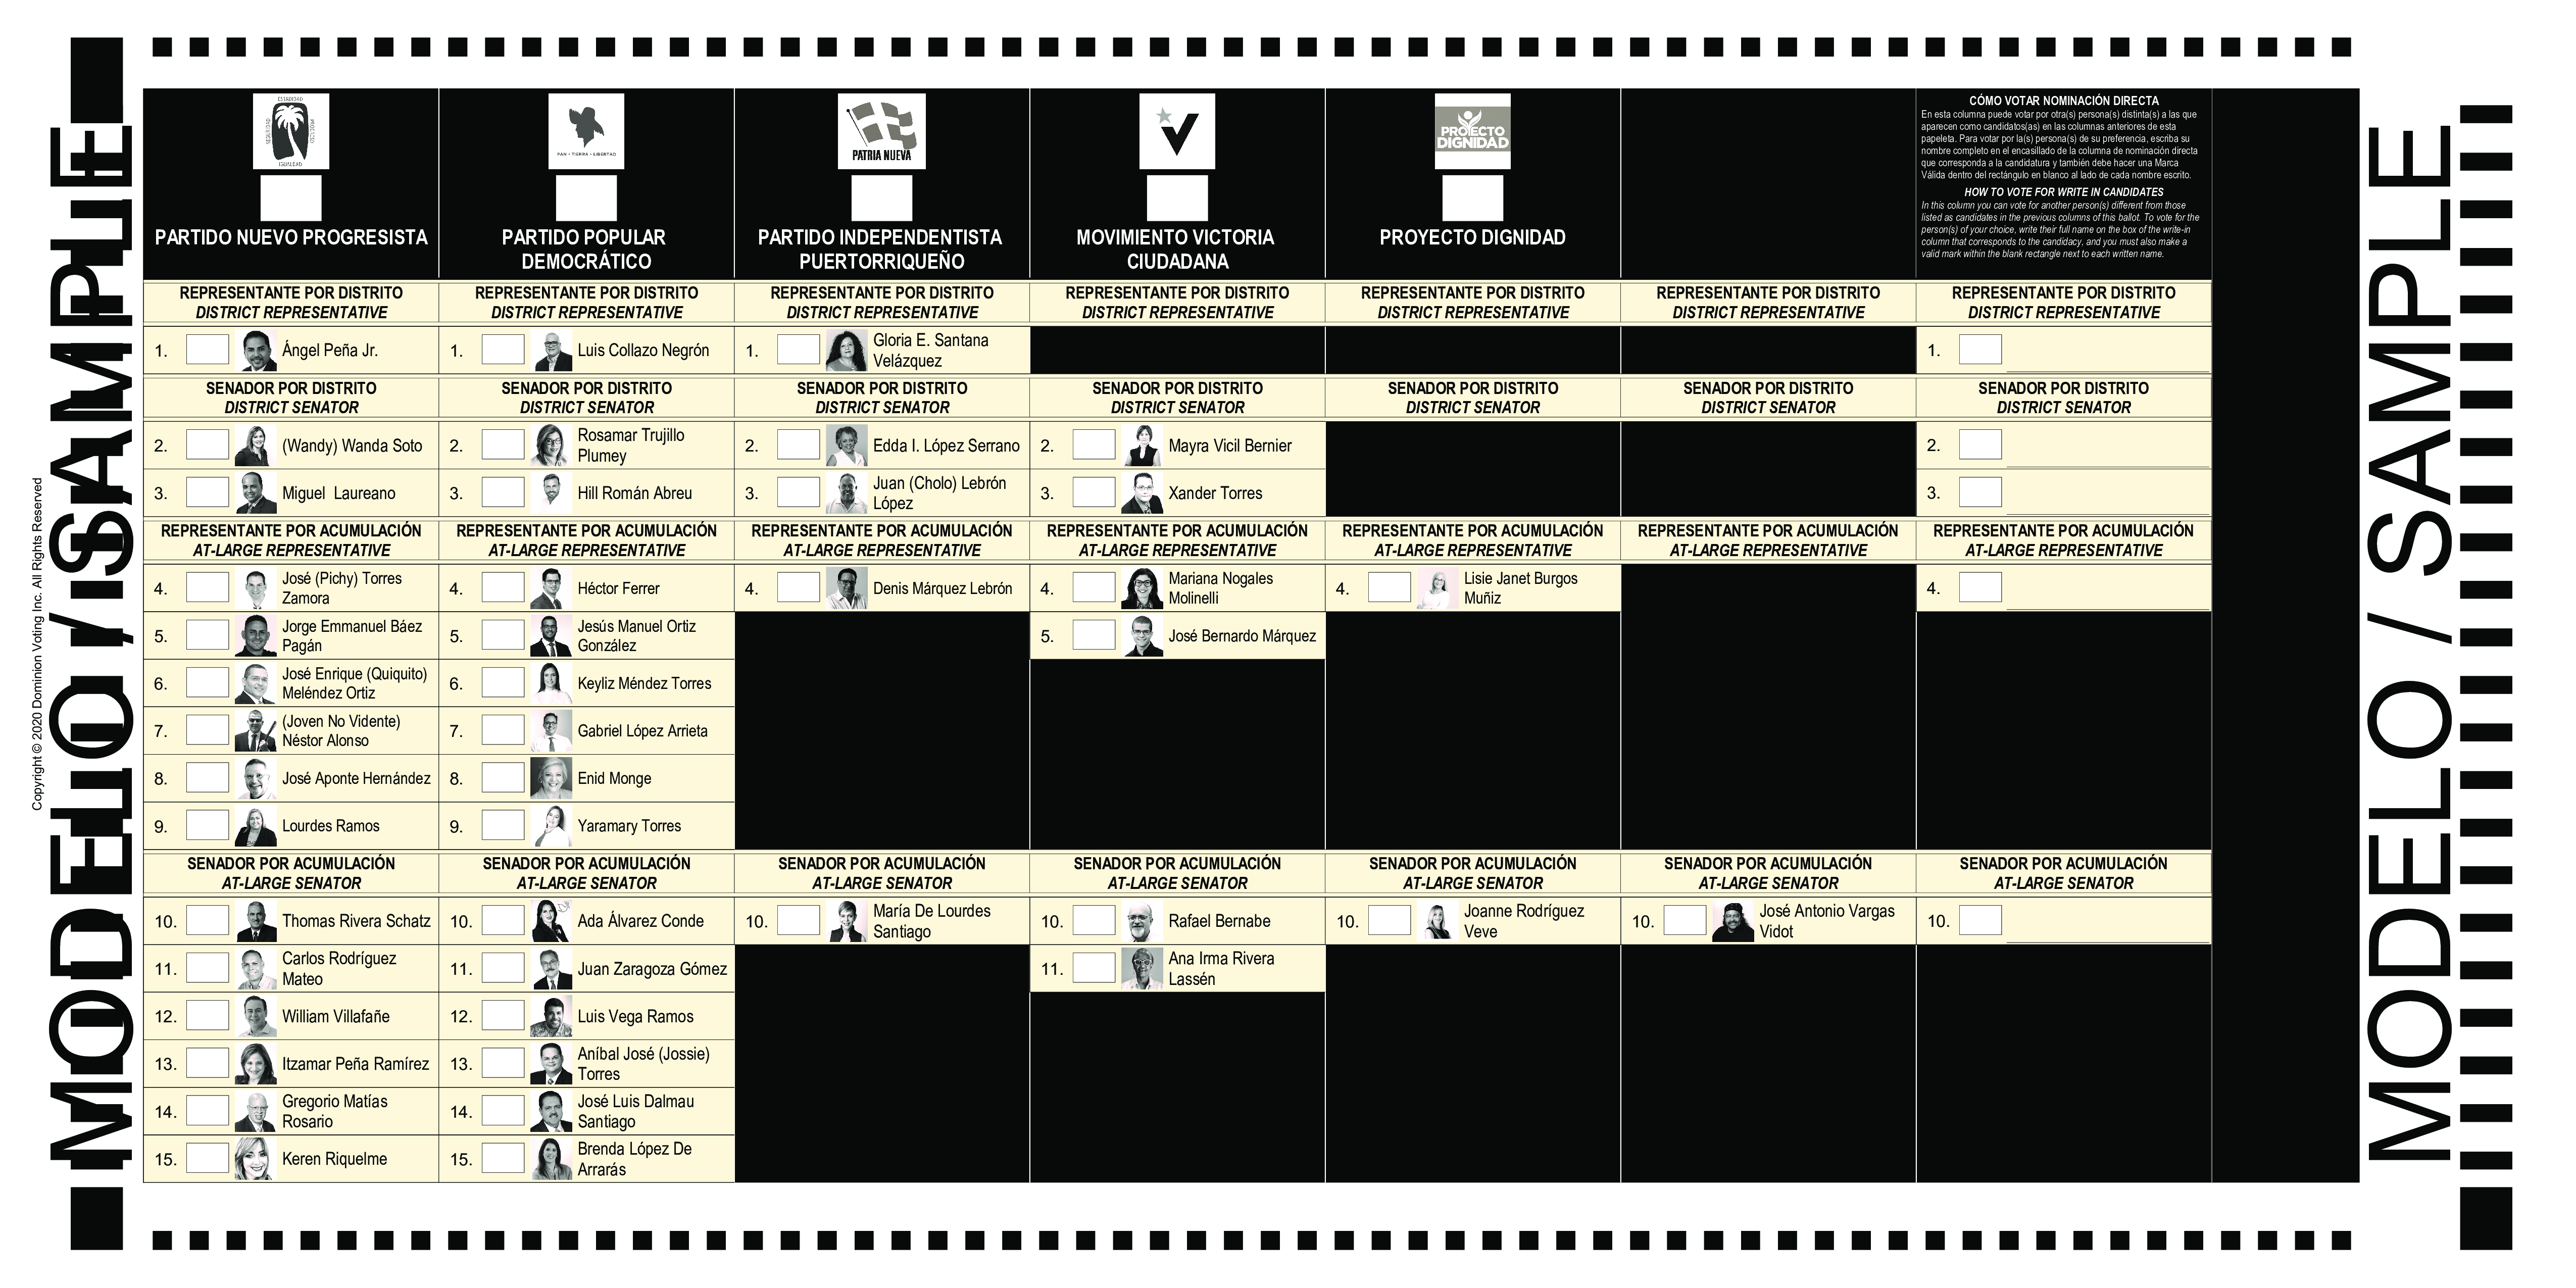 MODELO / SAMPLE
Copyright © 2020 Dominion Voting Inc. All Rights Reserved
ESTADIDAD
IGUALDAD
PARTIDO NUEVO PROGRESISTA
PAN • TIERRA • LIBERTAD
PARTIDO POPULAR
DEMOCRÁTICO
PATRIA NUEVA
PARTIDO INDEPENDENTISTA
PUERTORRIQUEÑO
MOVIMIENTO VICTORIA
CIUDADANA
PROYECTO
DIGNIDAD
PROYECTO DIGNIDAD
CÓMO VOTAR NOMINACIÓN DIRECTA
En esta columna puede votar por otra(s) persona(s) distinta(s) a las que
aparecen como candidatos(as) en las columnas anteriores de esta
papeleta. Para votar por la(s) persona(s) de su preferencia, escriba su
nombre completo en el encasillado de la columna de nominación directa
que corresponda a la candidatura y también debe hacer una Marca
Válida dentro del rectángulo en blanco al lado de cada nombre escrito.
HOW TO VOTE FOR WRITE IN CANDIDATES
In this column you can vote for another person(s) different from those
listed as candidates in the previous columns of this ballot. To vote for the
person(s) of your choice, write their full name on the box of the write-in
column that corresponds to the candidacy, and you must also make a
valid mark within the blank rectangle next to each written name.
REPRESENTANTE POR DISTRITO
DISTRICT REPRESENTATIVE
REPRESENTANTE POR DISTRITO
DISTRICT REPRESENTATIVE
REPRESENTANTE POR DISTRITO
DISTRICT REPRESENTATIVE
REPRESENTANTE POR DISTRITO
DISTRICT REPRESENTATIVE
REPRESENTANTE POR DISTRITO
DISTRICT REPRESENTATIVE
REPRESENTANTE POR DISTRITO
DISTRICT REPRESENTATIVE
REPRESENTANTE POR DISTRITO
DISTRICT REPRESENTATIVE
1. Ángel Peña Jr.
1. Luis Collazo Negrón
1. Gloria E. Santana
Velázquez
1.
SENADOR POR DISTRITO
DISTRICT SENATOR
SENADOR POR DISTRITO
DISTRICT SENATOR
SENADOR POR DISTRITO
DISTRICT SENATOR
SENADOR POR DISTRITO
DISTRICT SENATOR
SENADOR POR DISTRITO
DISTRICT SENATOR
SENADOR POR DISTRITO
DISTRICT SENATOR
SENADOR POR DISTRITO
DISTRICT SENATOR
2. (Wandy) Wanda Soto
2. Rosamar Trujillo
Plumey
2. Edda I. López Serrano
2. Mayra Vicil Bernier
2.
3. Miguel Laureano
3. Hill Román Abreu
3. Juan (Cholo) Lebrón
López
3. Xander Torres
3.
REPRESENTANTE POR ACUMULACIÓN
AT-LARGE REPRESENTATIVE
REPRESENTANTE POR ACUMULACIÓN
AT-LARGE REPRESENTATIVE
REPRESENTANTE POR ACUMULACIÓN
AT-LARGE REPRESENTATIVE
REPRESENTANTE POR ACUMULACIÓN
AT-LARGE REPRESENTATIVE
REPRESENTANTE POR ACUMULACIÓN
AT-LARGE REPRESENTATIVE
REPRESENTANTE POR ACUMULACIÓN
AT-LARGE REPRESENTATIVE
REPRESENTANTE POR ACUMULACIÓN
AT-LARGE REPRESENTATIVE
4. José (Pichy) Torres
Zamora
4. Héctor Ferrer
4. Denis Márquez Lebrón
4. Mariana Nogales
Molinelli
4. Lisie Janet Burgos
Muñiz
4.
5. Jorge Emmanuel Báez
Pagán
5. Jesús Manuel Ortiz
González
5. José Bernardo Márquez
6. José Enrique (Quiquito)
Meléndez Ortiz
6. Keyliz Méndez Torres
7. (Joven No Vidente)
Néstor Alonso
7. Gabriel López Arrieta
8. José Aponte Hernández
8. Enid Monge
9. Lourdes Ramos
9. Yaramary Torres
SENADOR POR ACUMULACIÓN
AT-LARGE SENATOR
SENADOR POR ACUMULACIÓN
AT-LARGE SENATOR
SENADOR POR ACUMULACIÓN
AT-LARGE SENATOR
SENADOR POR ACUMULACIÓN
AT-LARGE SENATOR
SENADOR POR ACUMULACIÓN
AT-LARGE SENATOR
SENADOR POR ACUMULACIÓN
AT-LARGE SENATOR
SENADOR POR ACUMULACIÓN
AT-LARGE SENATOR
10. Thomas Rivera Schatz
10. Ada Álvarez Conde
10. María De Lourdes
Santiago
10. Rafael Bernabe
10. Joanne Rodríguez
Veve
10. José Antonio Vargas
Vidot
10.
11. Carlos Rodríguez
Mateo
11. Juan Zaragoza Gómez
11. Ana Irma Rivera
Lassén
12. William Villafañe
12. Luis Vega Ramos
13. Itzamar Peña Ramírez
13. Aníbal José (Jossie)
Torres
14. Gregorio Matías
Rosario
14. José Luis Dalmau
Santiago
15. Keren Riquelme
15. Brenda López De
Arrarás
MODELO / SAMPLE